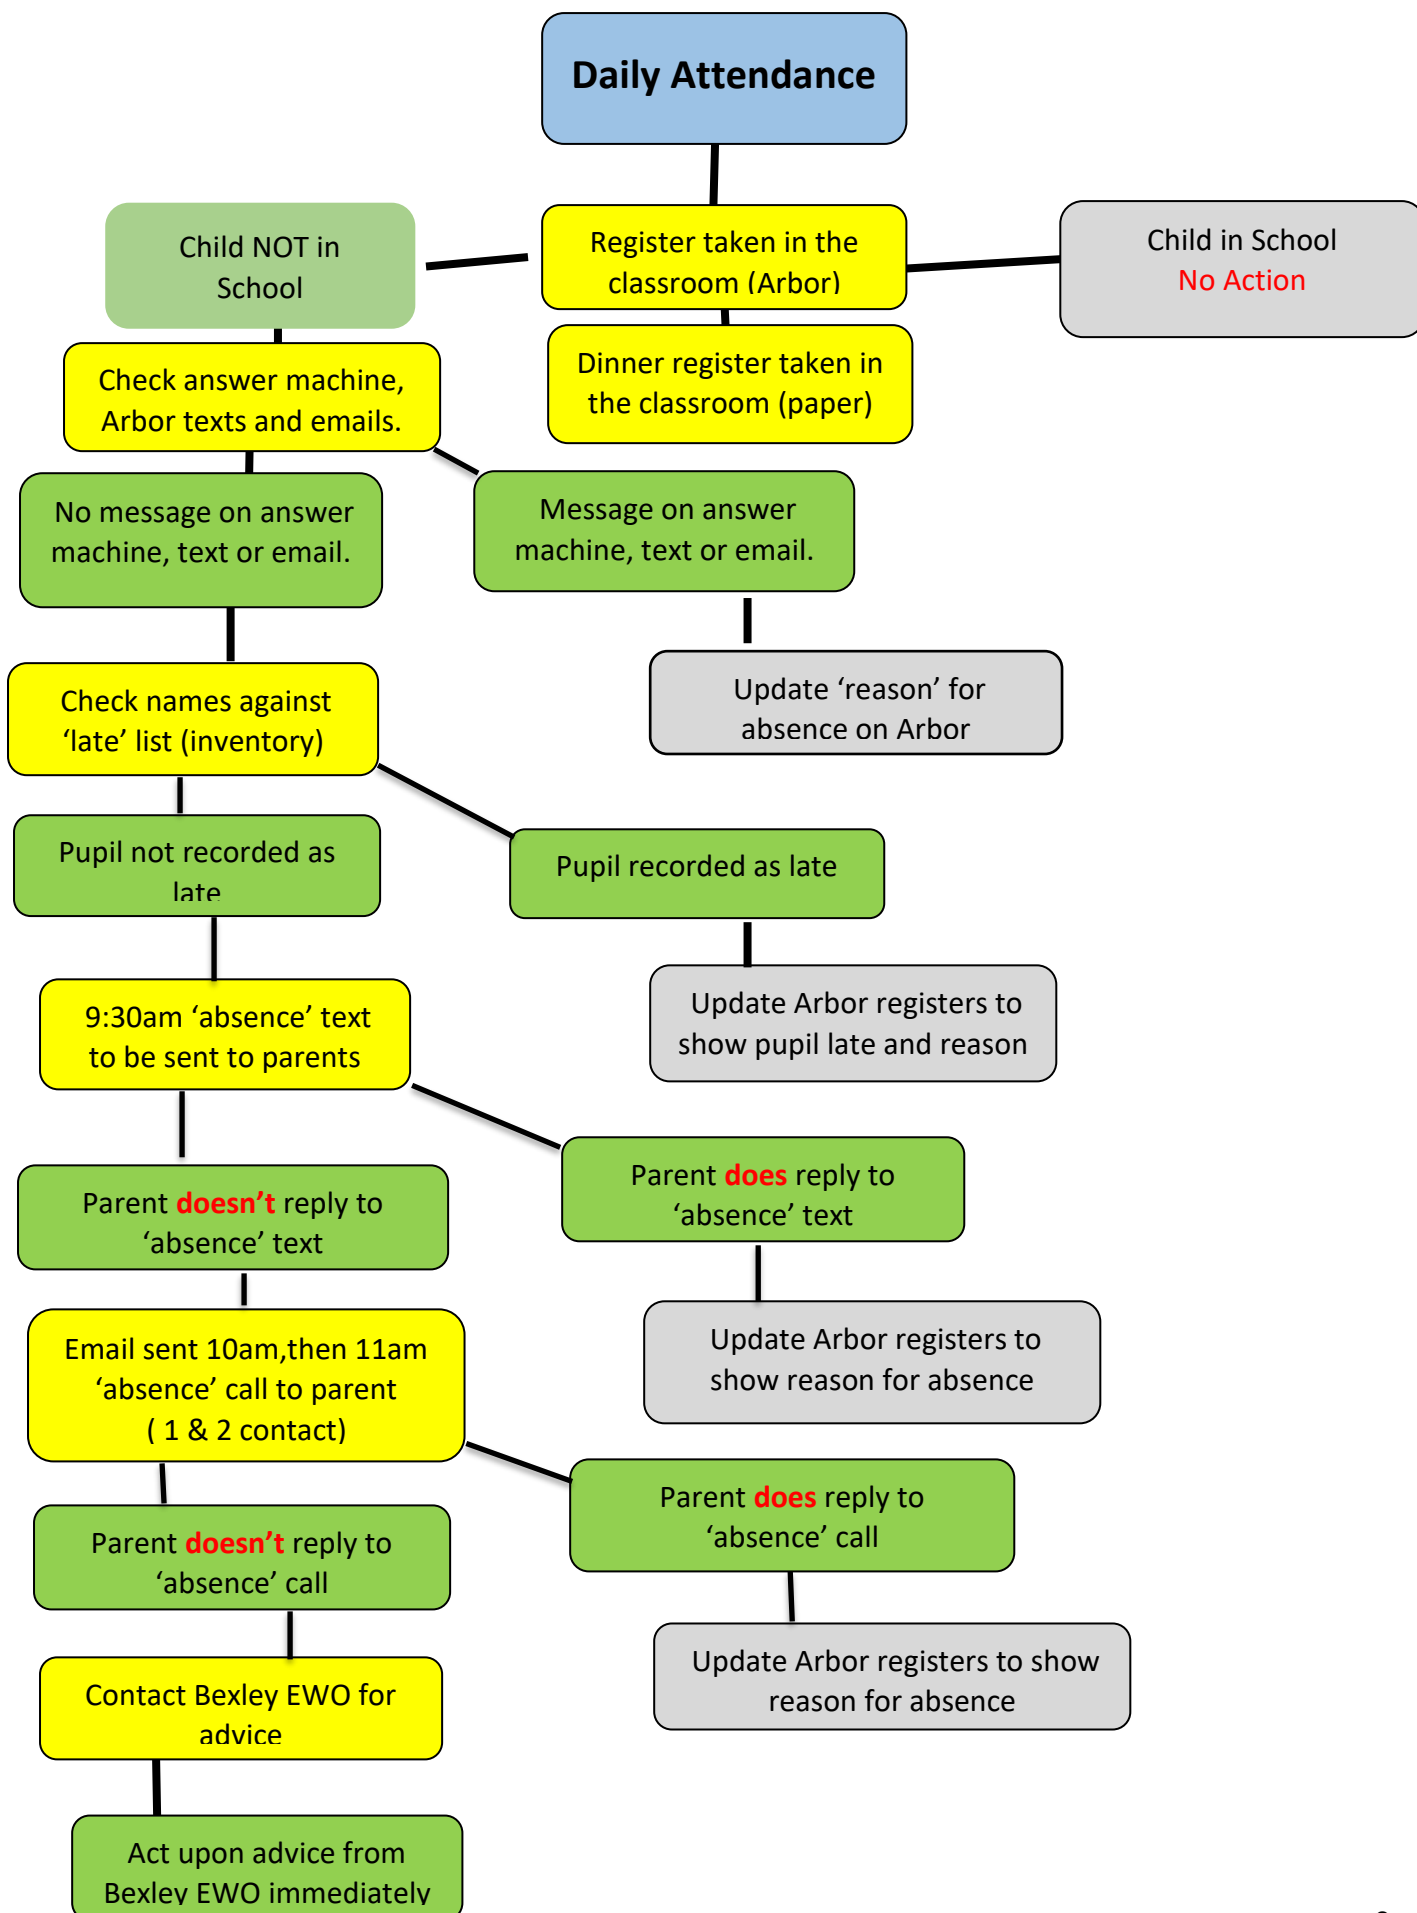 Daily Attendance
Child NOT in
School
Register taken in the
classroom (Arbor)
Child in School
No Action
Dinner register taken in
the classroom (paper)
Check answer machine,
Arbor texts and emails.
No message on answer
machine, text or email.
Message on answer
machine, text or email.
Update ‘reason’ for
absence on Arbor
Check names against
‘late’ list (inventory)
Pupil not recorded as
late
Pupil recorded as late
Update Arbor registers to
show pupil late and reason
9:30am ‘absence’ text
to be sent to parents
Parent doesn’t reply to
‘absence’ text
Parent does reply to
‘absence’ text
Update Arbor registers to
show reason for absence
Email sent 10am,then 11am
‘absence’ call to parent
( 1 & 2 contact)
Parent doesn’t reply to
‘absence’ call
Parent does reply to
‘absence’ call
Update Arbor registers to show
reason for absence
Contact Bexley EWO for
advice
Act upon advice from
Bexley EWO immediately